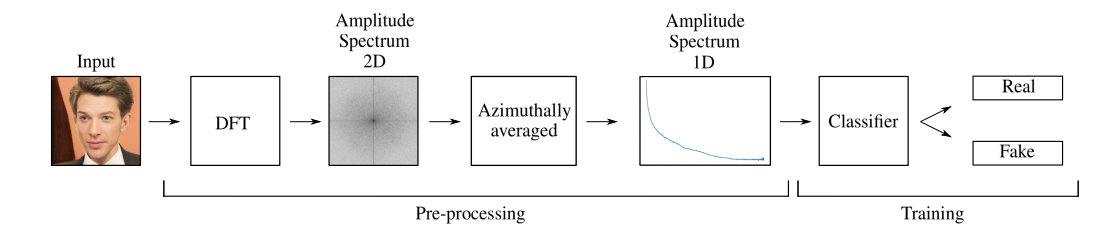 Input
DFT
Amplitude
Spectrum
2D
Azimuthally
averaged
Amplitude
Spectrum
1D
Classifier
Real
Fake
Pre-processing
Training